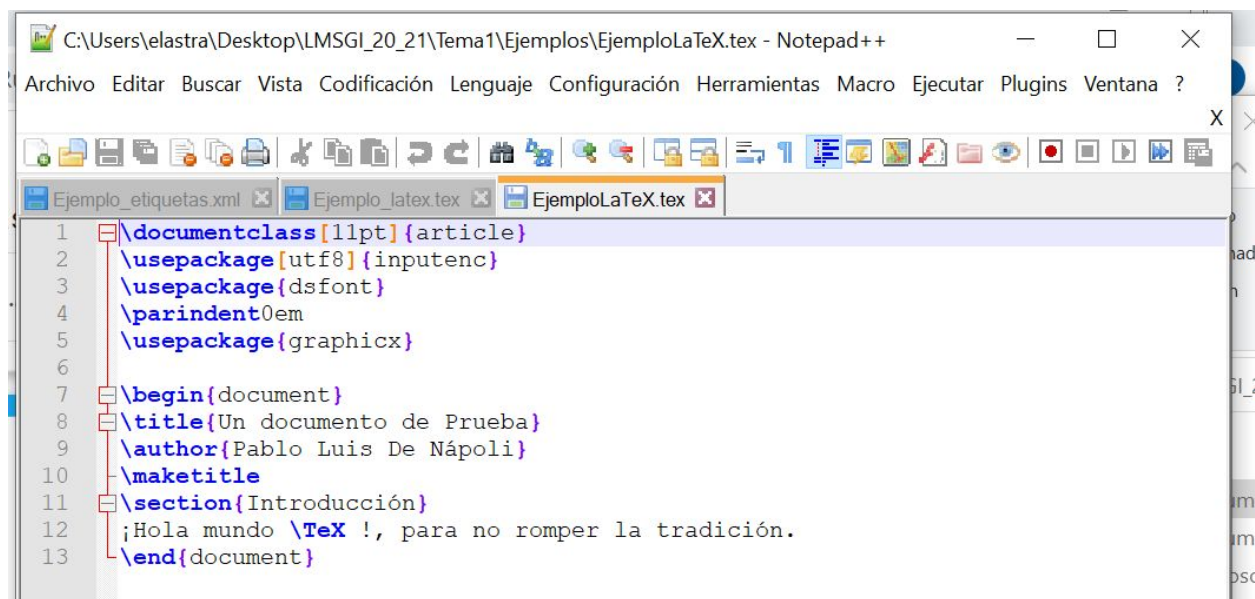 C:\Users\elastra\Desktop\LMSGI_20_21\Tema1\Ejemplos\EjemploLaTeX.tex - Notepad++
Archivo Editar Buscar Vista Codificación Lenguaje Configuración Herramientas Macro Ejecutar Plugins Ventana ?
X
Ejemplo_etiquetas.xml Ejemplo_latex.tex EjemploLaTeX.tex
1 \documentclass[11pt]{article}
2 \usepackage[utf8]{inputenc}
3 \usepackage{dsfont}
4 \parindent0em
5 \usepackage{graphicx}
6
7 \begin{document}
8 \title{Un documento de Prueba}
9 \author{Pablo Luis De Nápoli}
10 \maketitle
11 \section{Introducción}
12 ¡Hola mundo \TeX !, para no romper la tradición.
13 \end{document}